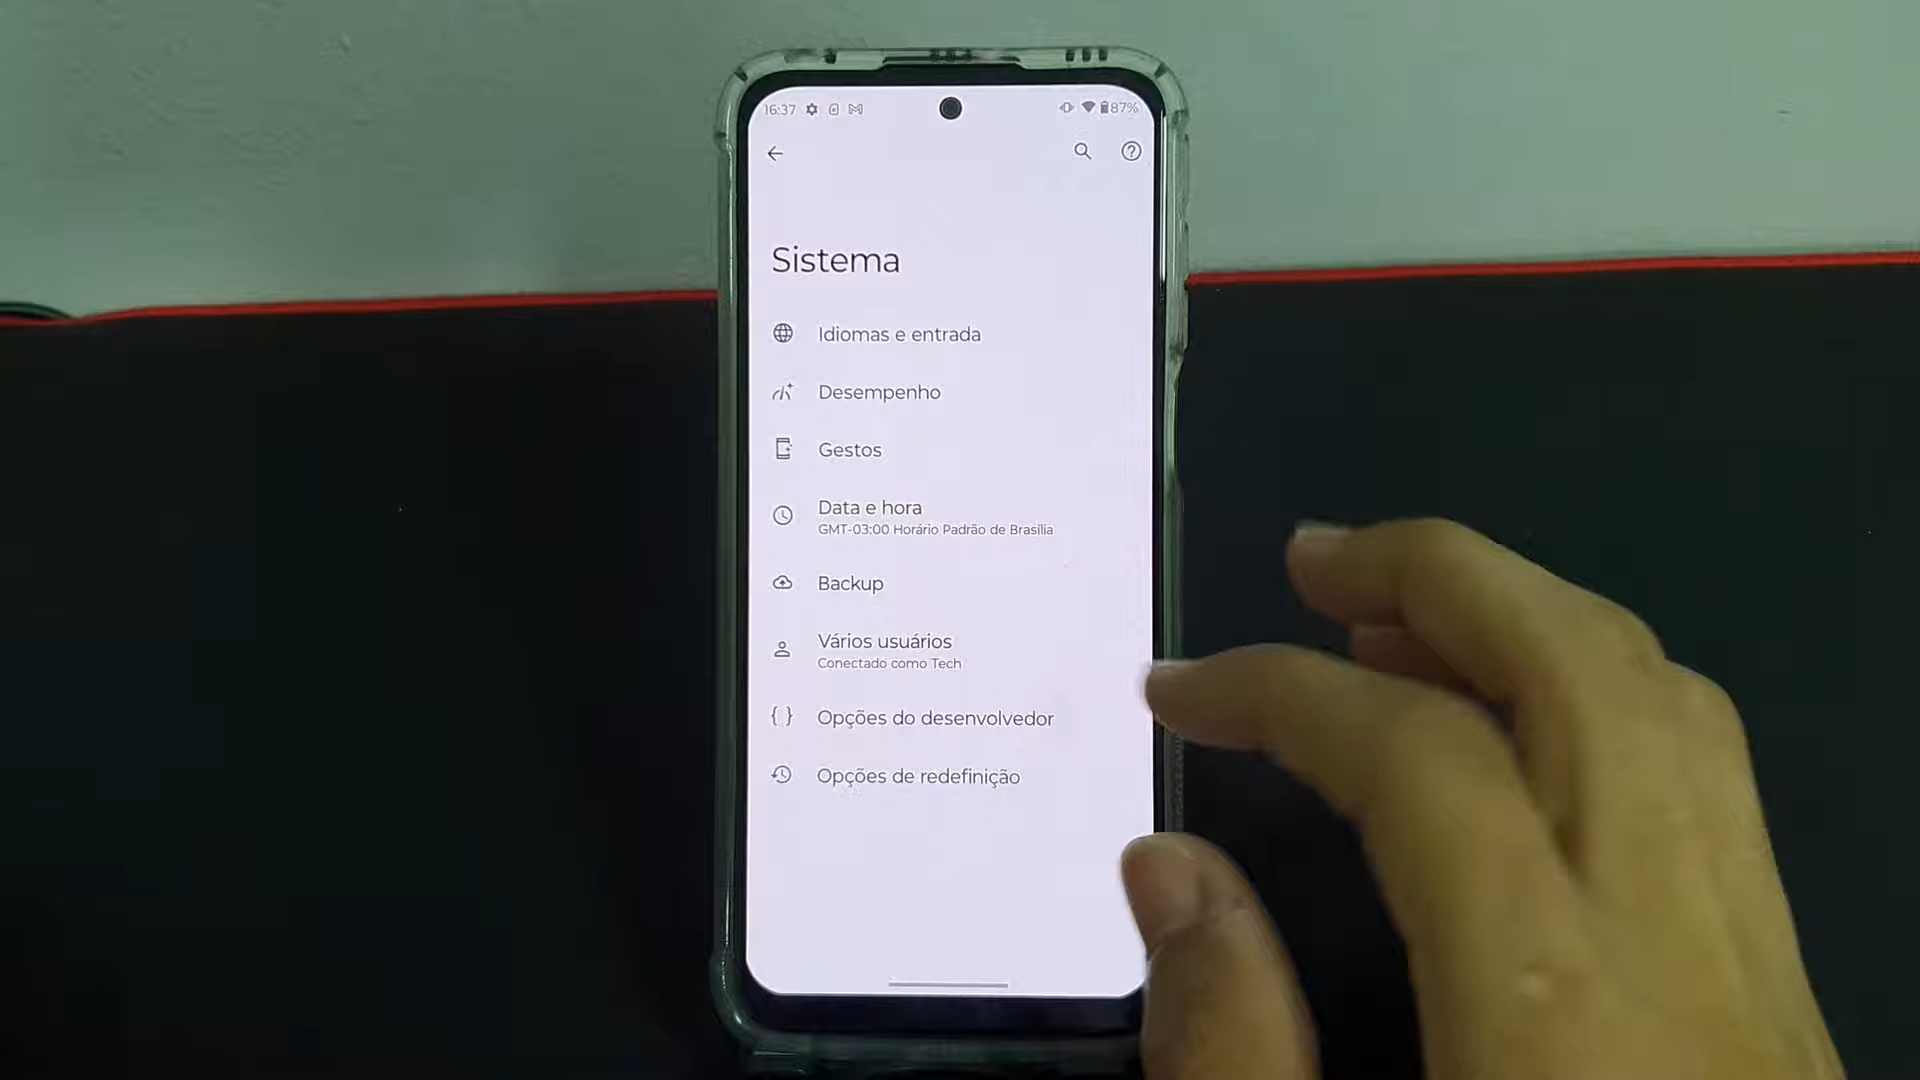 16:37
87%
Sistema
Idiomas e entrada
Desempenho
Gestos
Data e hora
GMT-03:00 Horário Padrão de Brasília
Backup
Vários usuários
Conectado como Tech
Opções do desenvolvedor
Opções de redefinição